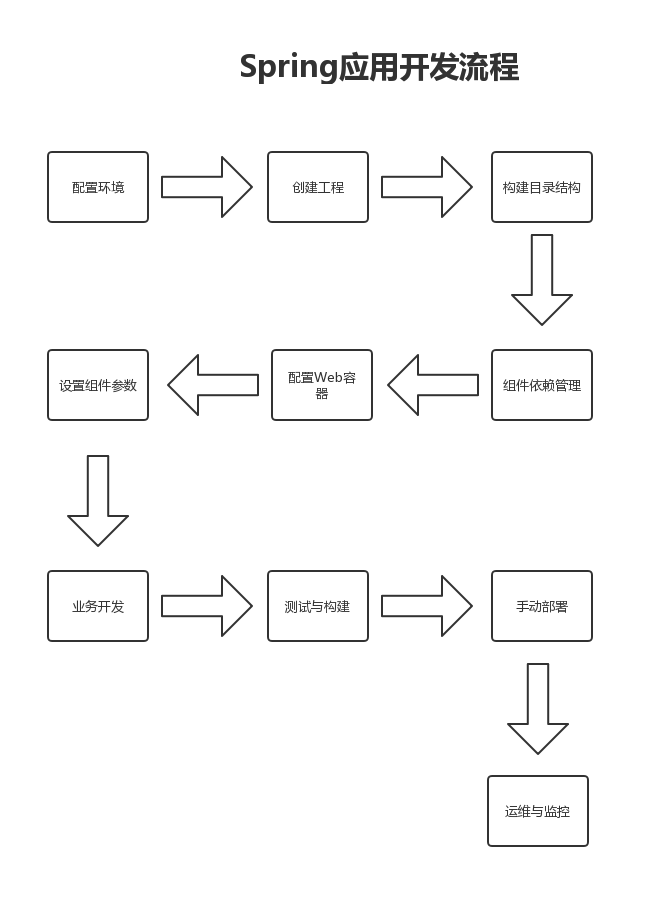 Spring应用开发流程
配置环境
创建工程
构建目录结构
组件依赖管理
配置Web容
器
设置组件参数
业务开发
测试与构建
手动部署
运维与监控